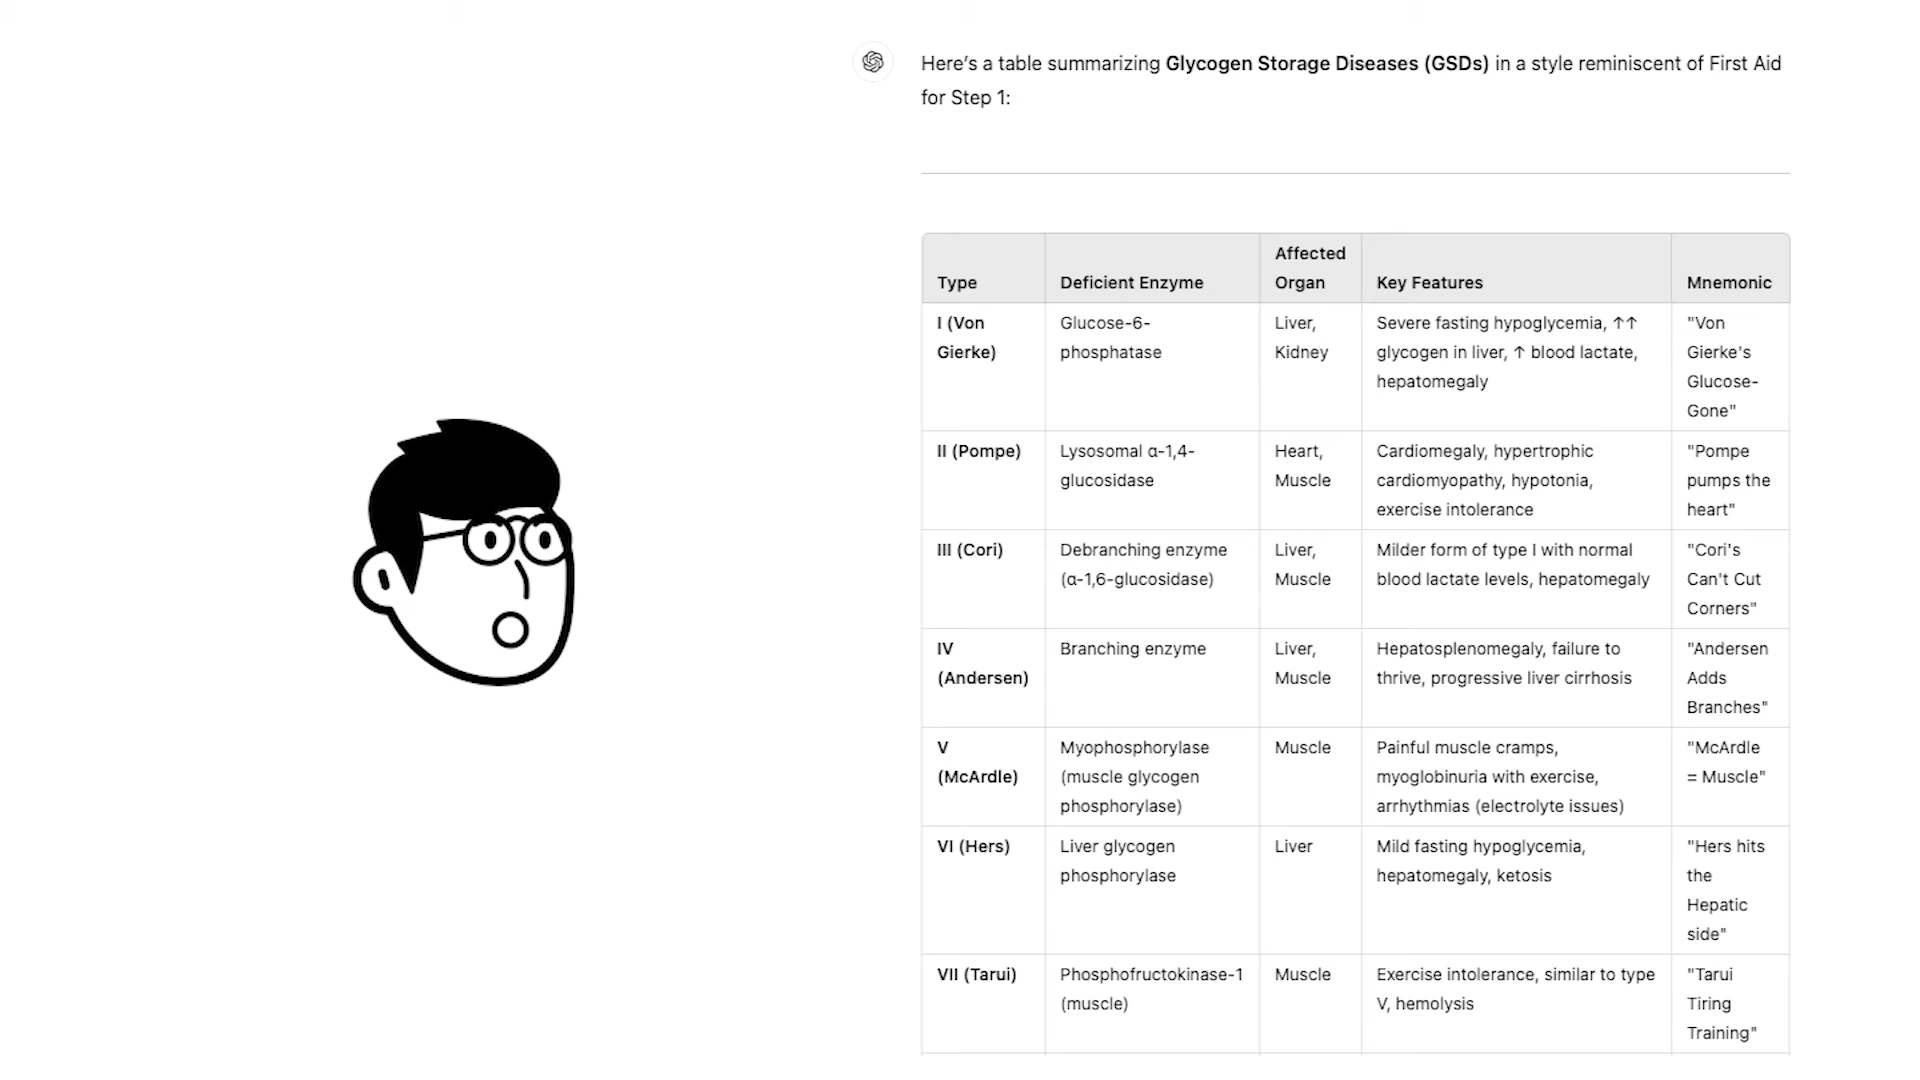 Here's a table summarizing Glycogen Storage Diseases (GSDs) in a style reminiscent of First Aid
for Step 1:
Type
Deficient Enzyme
Affected
Organ
Key Features
Mnemonic
I (Von
Gierke)
Glucose-6-
phosphatase
Liver,
Kidney
Severe fasting hypoglycemia, ↑↑
glycogen in liver, ↑ blood lactate,
hepatomegaly
"Von
Gierke's
Glucose-
Gone"
II (Pompe)
Lysosomal α-1,4-
glucosidase
Heart,
Muscle
Cardiomegaly, hypertrophic
cardiomyopathy, hypotonia,
exercise intolerance
"Pompe
pumps the
heart"
III (Cori)
Debranching enzyme
(α-1,6-glucosidase)
Liver,
Muscle
Milder form of type I with normal
blood lactate levels, hepatomegaly
"Cori's
Can't Cut
Corners"
IV
(Andersen)
Branching enzyme
Liver,
Muscle
Hepatosplenomegaly, failure to
thrive, progressive liver cirrhosis
"Andersen
Adds
Branches"
V
(McArdle)
Myophosphorylase
(muscle glycogen
phosphorylase)
Muscle
Painful muscle cramps,
myoglobinuria with exercise,
arrhythmias (electrolyte issues)
"McArdle
= Muscle"
VI (Hers)
Liver glycogen
phosphorylase
Liver
Mild fasting hypoglycemia,
hepatomegaly, ketosis
"Hers hits
the
Hepatic
side"
VII (Tarui)
Phosphofructokinase-1
(muscle)
Muscle
Exercise intolerance, similar to type
V, hemolysis
"Tarui
Tiring
Training"